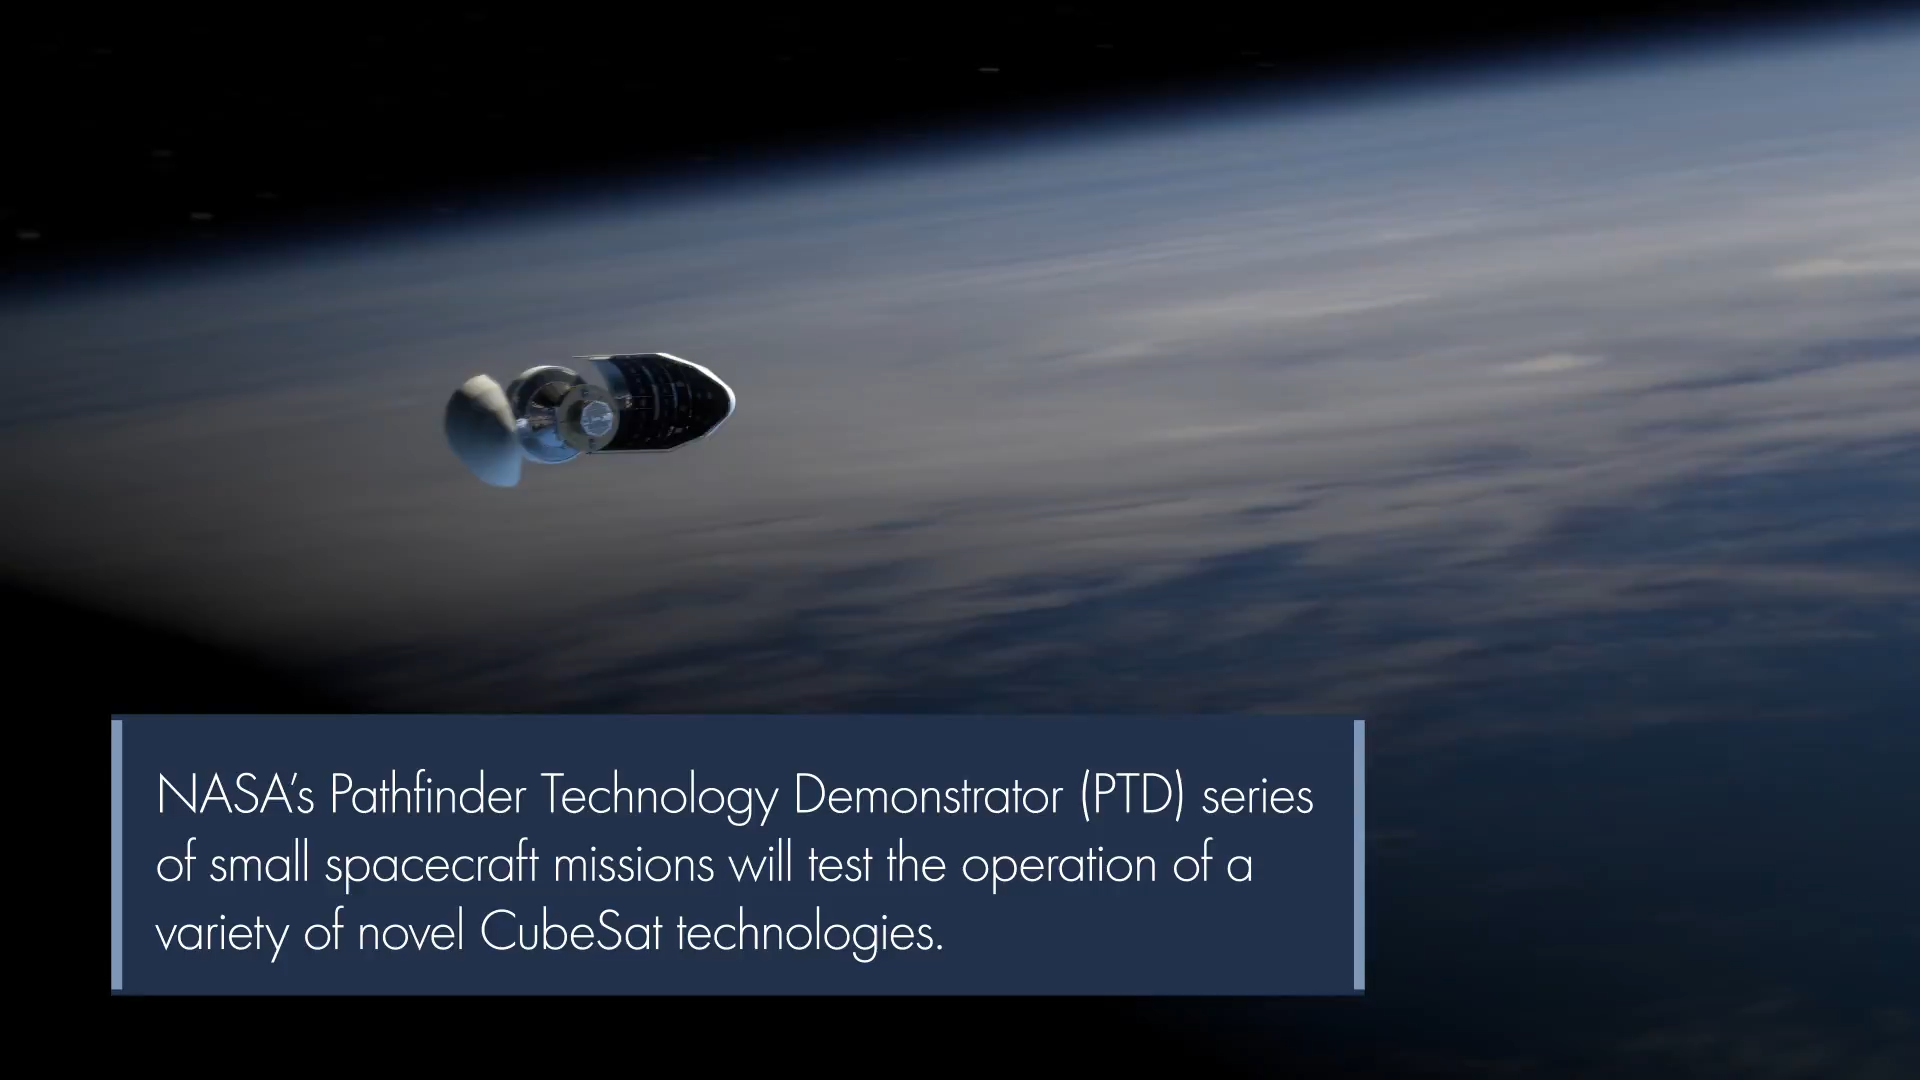 NASA’s Pathfinder Technology Demonstrator (PTD) series
of small spacecraft missions will test the operation of a
variety of novel CubeSat technologies.